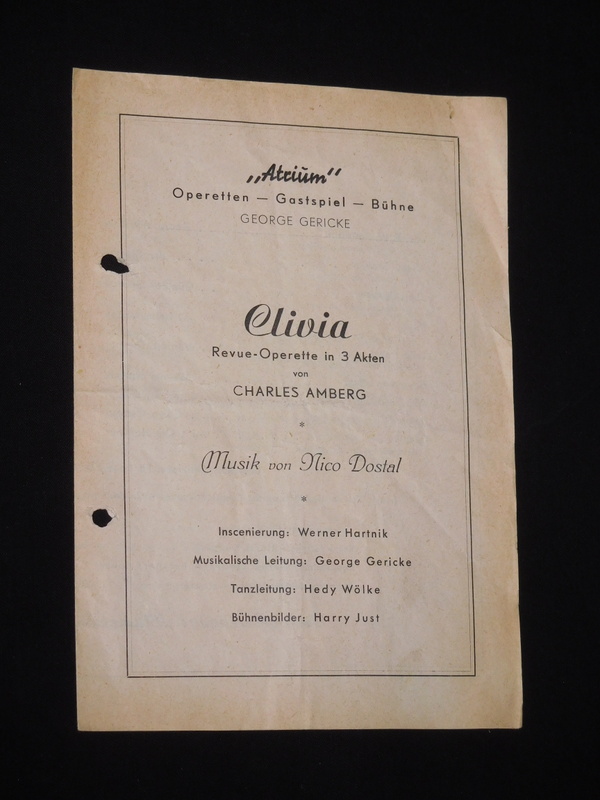 „Atrium“
Operetten — Gastspiel — Bühne
GEORGE GERICKE
Clivia
Revue-Operette in 3 Akten
von
CHARLES AMBERG
*
Musik von Nico Dostal
*
Inscenierung: Werner Hartnik
Musikalische Leitung: George Gericke
Tanzleitung: Hedy Wölke
Bühnenbilder: Harry Just